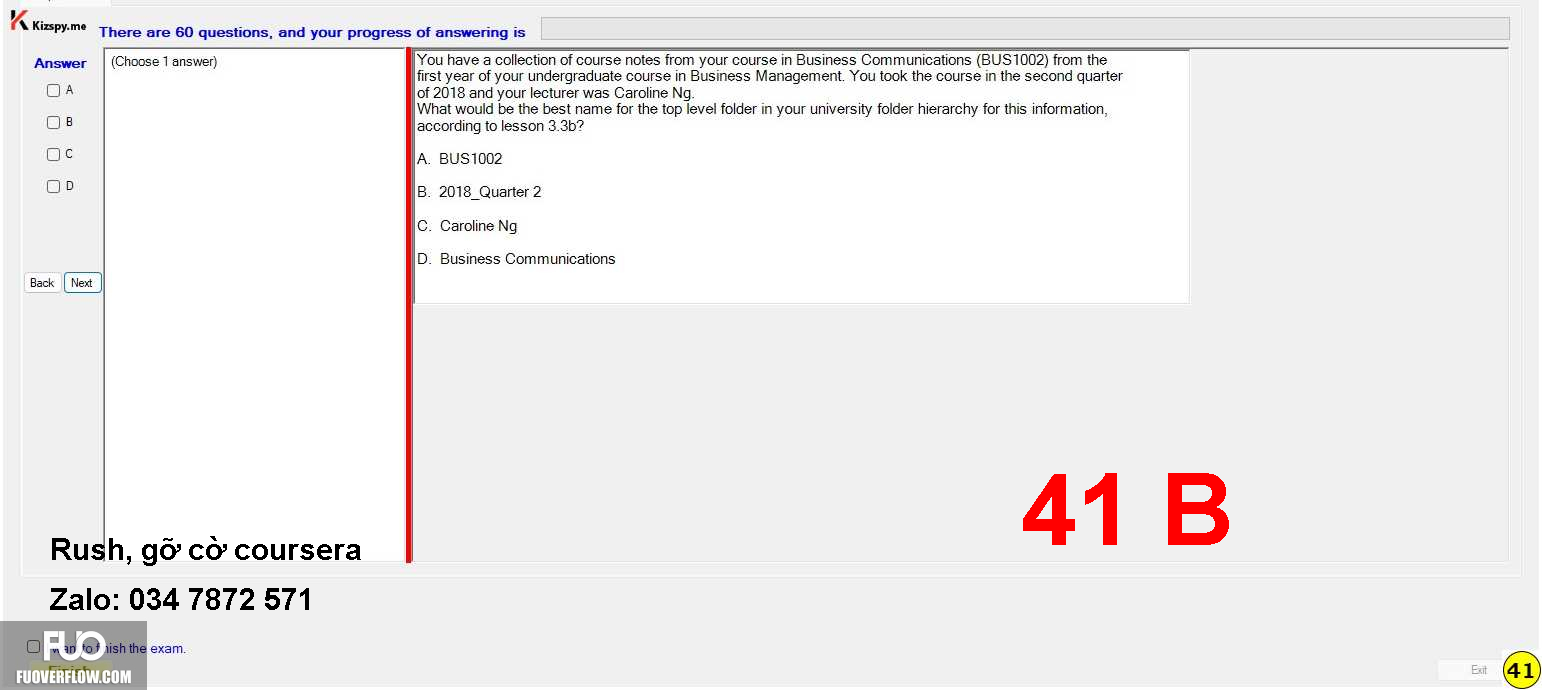 Kizspy.me
There are 60 questions, and your progress of answering is
Answer
A
B
C
D
Back
Next
(Choose 1 answer)
You have a collection of course notes from your course in Business Communications (BUS1002) from the
first year of your undergraduate course in Business Management. You took the course in the second quarter
of 2018 and your lecturer was Caroline Ng.
What would be the best name for the top level folder in your university folder hierarchy for this information,
according to lesson 3.3b?
A. BUS1002
B. 2018_Quarter 2
C. Caroline Ng
D. Business Communications
41 B
Rush, gỡ cờ coursera
Zalo: 034 7872 571
want to finish the exam.
Finish
FUO
FUOVERFLOW.COM
Exit
41